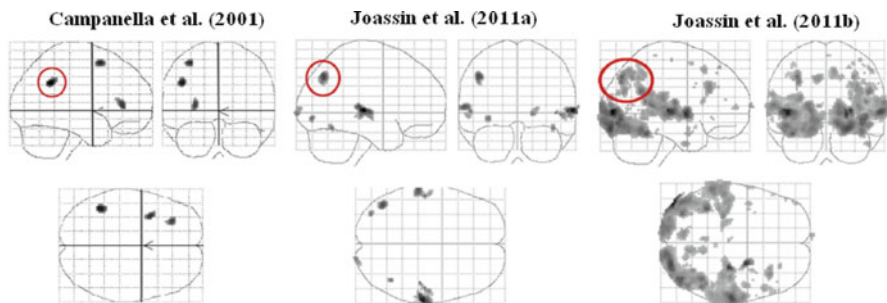 Campanella et al. (2001)
Joassin et al. (2011a)
Joassin et al. (2011b)